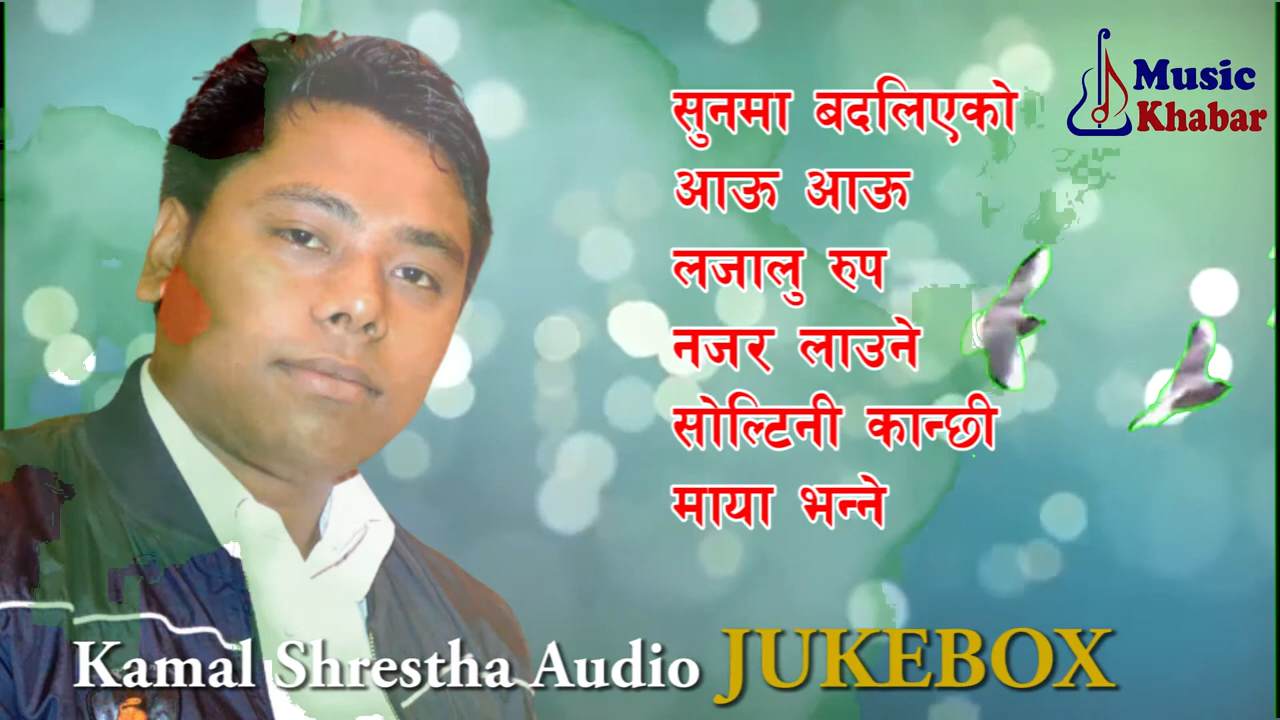 Music
Khabar
सुनमा बदलिएको
आऊ आऊ
लजालु रुप
नजर लाउने
सोल्टिनी कान्छी
माया भन्ने
Kamal Shrestha Audio JUKEBOX